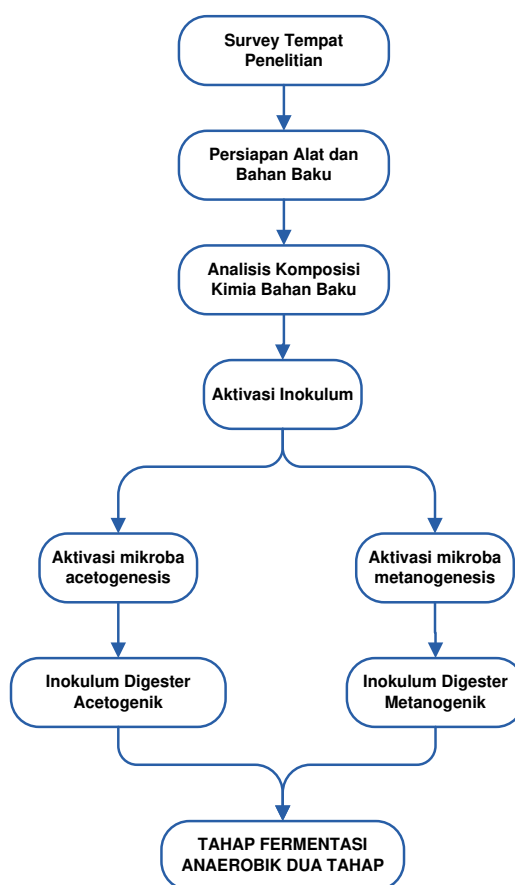 Survey Tempat
Penelitian
Persiapan Alat dan
Bahan Baku
Analisis Komposisi
Kimia Bahan Baku
Aktivasi Inokulum
Aktivasi mikroba
acetogenesis
Aktivasi mikroba
metanogenesis
Inokulum Digester
Acetogenik
Inokulum Digester
Metanogenik
TAHAP FERMENTASI
ANAEROBIK DUA TAHAP